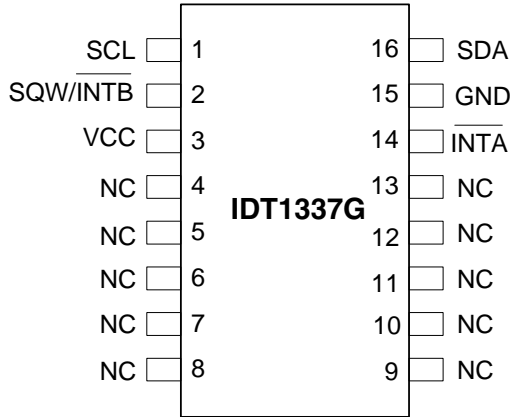 SCL 1 16 SDA
SQW/INTB 2 15 GND
VCC 3 14 INTA
NC 4 13 NC
IDT1337G
NC 5 12 NC
NC 6 11 NC
NC 7 10 NC
NC 8 9 NC